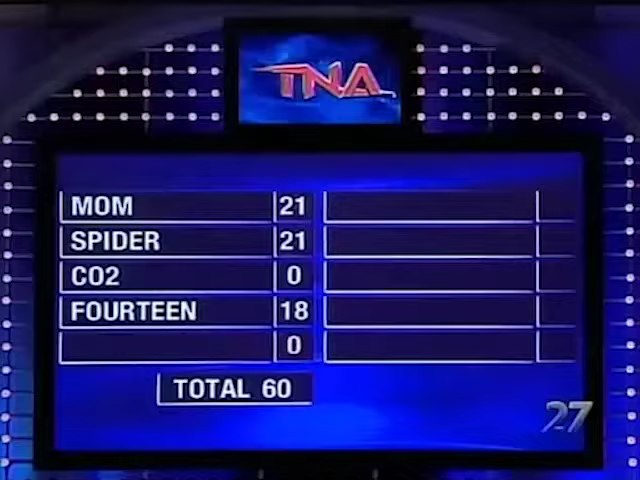 TNA
MOM 21
SPIDER 21
CO2 0
FOURTEEN 18
0
TOTAL 60
27